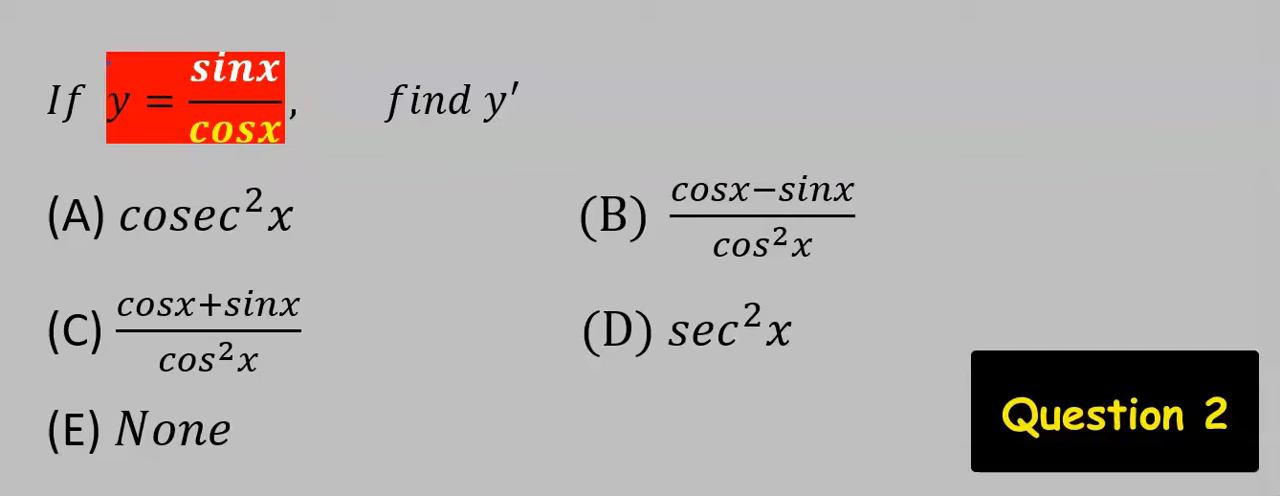 If y = sinx/cosx, find y′
(A) cosec²x
(B) cosx−sinx/cos²x
(C) cosx+sinx/cos²x
(D) sec²x
(E) None
Question 2